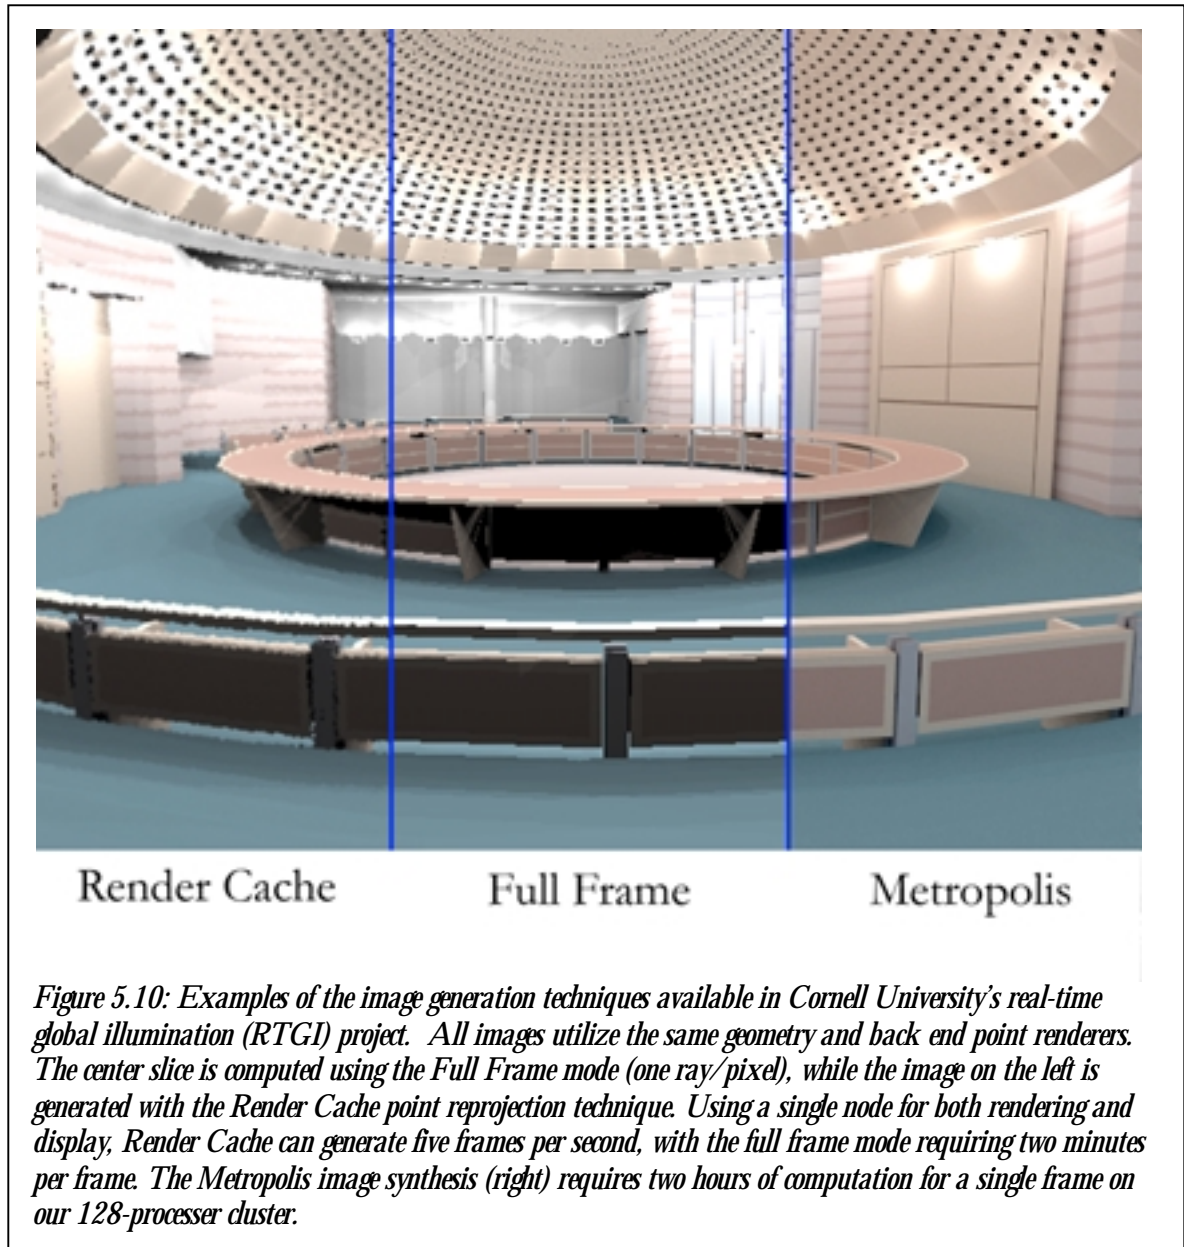 Render Cache Full Frame Metropolis
Figure 5.10: Examples of the image generation techniques available in Cornell University's real-time
global illumination (RTGI) project. All images utilize the same geometry and back end point renderers.
The center slice is computed using the Full Frame mode (one ray/pixel), while the image on the left is
generated with the Render Cache point reprojection technique. Using a single node for both rendering and
display, Render Cache can generate five frames per second, with the full frame mode requiring two minutes
per frame. The Metropolis image synthesis (right) requires two hours of computation for a single frame on
our 128-processer cluster.